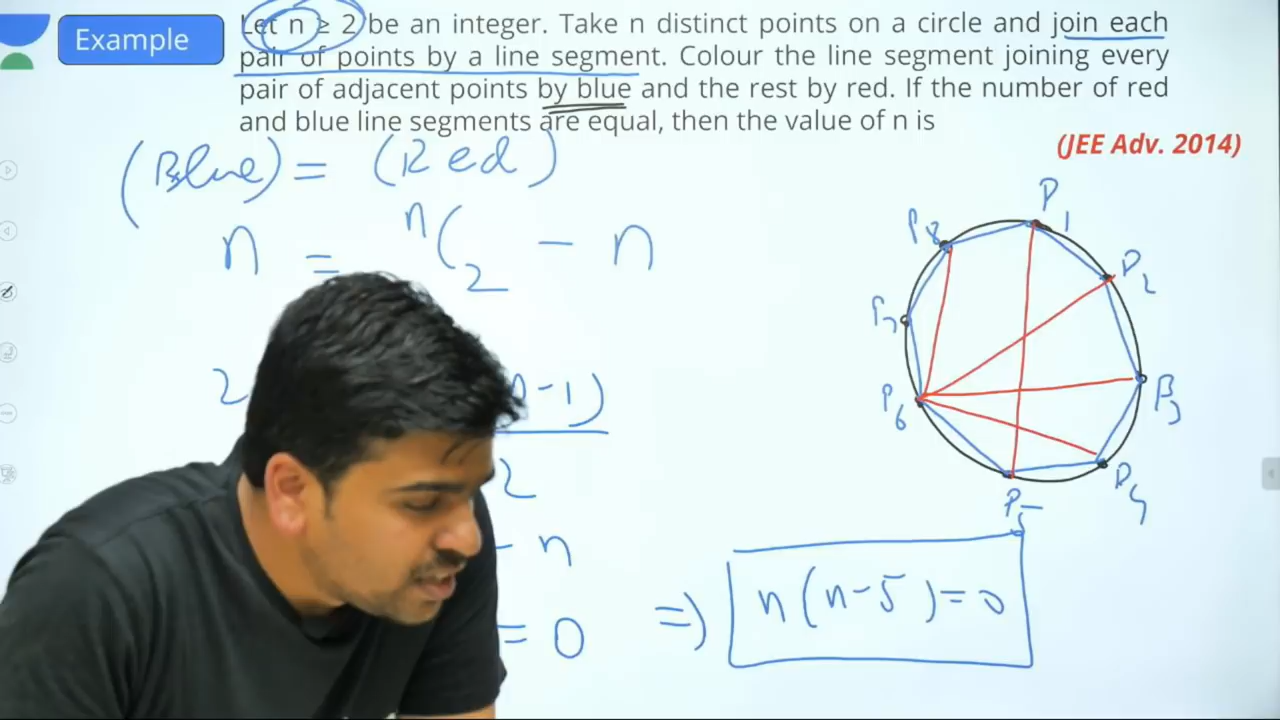 Example
Let n ≥ 2 be an integer. Take n distinct points on a circle and join each
pair of points by a line segment. Colour the line segment joining every
pair of adjacent points by blue and the rest by red. If the number of red
and blue line segments are equal, then the value of n is
(JEE Adv. 2014)
(Blue) = (Red)
n = ⁿC₂ - n
2
-1)
2
- n
= 0
=> n(n-5)=0
P₁
P₂
P₃
P₄
P₅
P₆
P₇
P₈